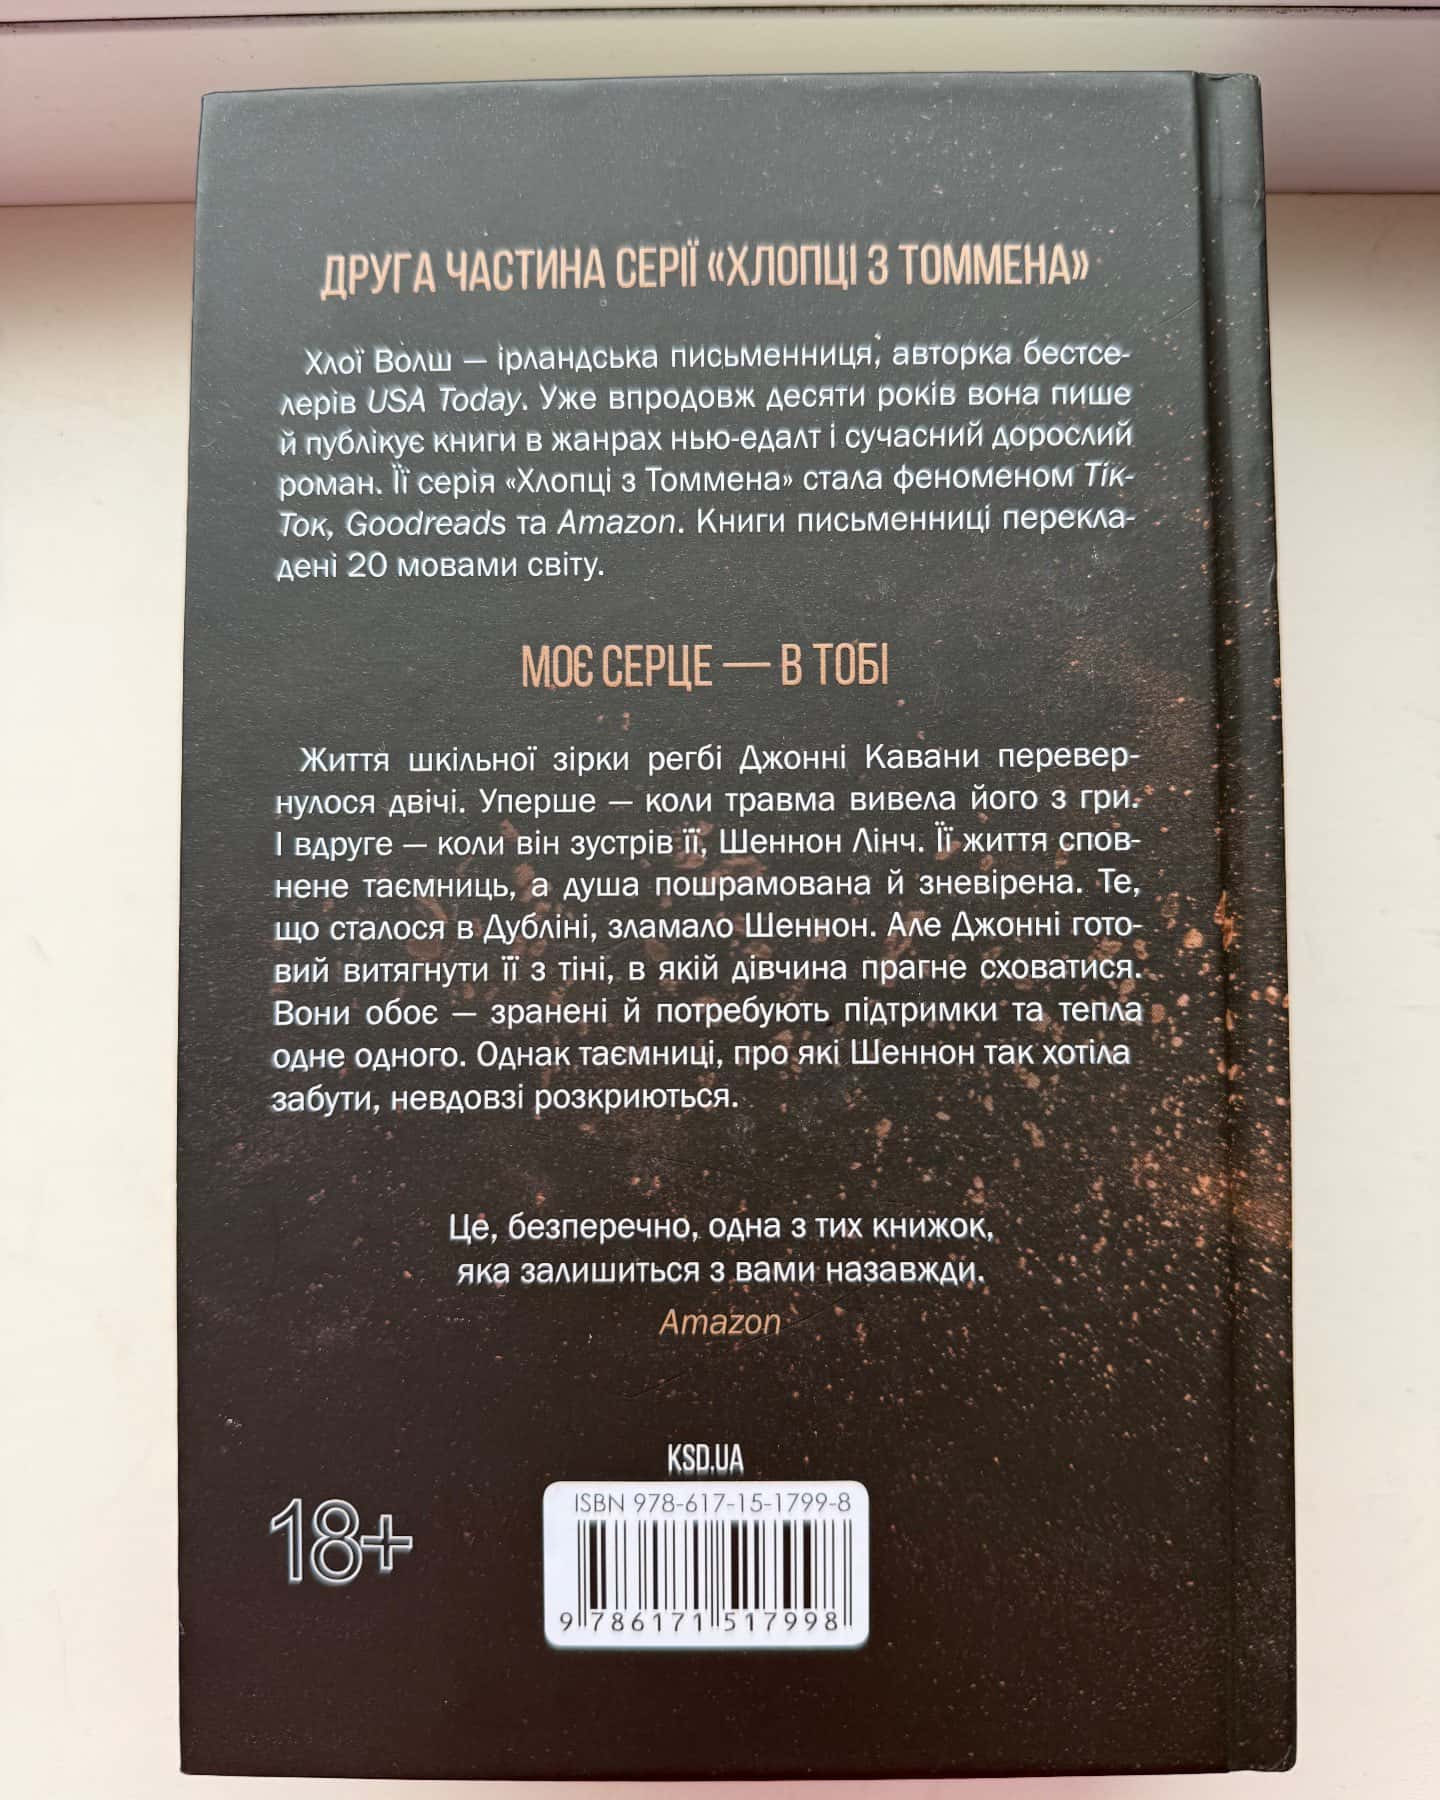 ДРУГА ЧАСТИНА СЕРІЇ «ХЛОПЦІ З ТОММЕНА»
Хлої Волш — ірландська письменниця, авторка бестсе-
лерів USA Today. Уже впродовж десяти років вона пише
й публікує книги в жанрах нью-едалт і сучасний дорослий
роман. Її серія «Хлопці з Томмена» стала феноменом Tik-
Tok, Goodreads та Amazon. Книги письменниці перекла-
дені 20 мовами світу.
МОЄ СЕРЦЕ — В ТОБІ
Життя шкільної зірки регбі Джонні Кавани перевер-
нулося двічі. Уперше — коли травма вивела його з гри.
І вдруге — коли він зустрів її, Шеннон Лінч. Її життя спов-
нене таємниць, а душа пошрамована й зневірена. Те,
що сталося в Дубліні, зламало Шеннон. Але Джонні гото-
вий витягнути її з тіні, в якій дівчина прагне сховатися.
Вони обоє — зранені й потребують підтримки та тепла
одне одного. Однак таємниці, про які Шеннон так хотіла
забути, невдовзі розкриються.
Це, безперечно, одна з тих книжок,
яка залишиться з вами назавжди.
Amazon
KSD.UA
18+
ISBN 978-617-15-1799-8
9 786171 517998